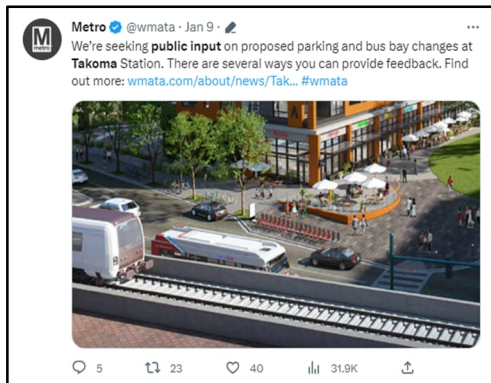 Metro @wmata · Jan 9 ·
We're seeking public input on proposed parking and bus bay changes at
Takoma Station. There are several ways you can provide feedback. Find
out more: wmata.com/about/news/Tak... #wmata
M
metro
5
23
40
31.9K